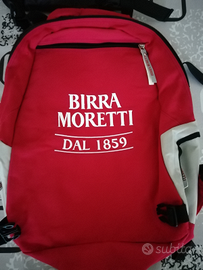 BIRRA
MORETTI
DAL 1859
subito